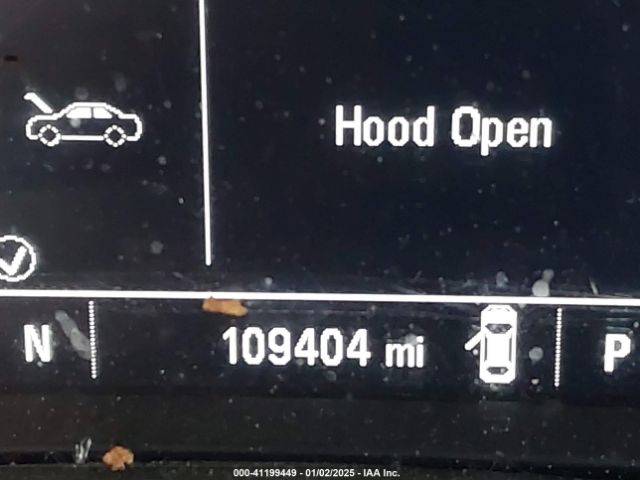 Hood Open
N 109404 mi P
000-41199449 - 01/02/2025 - IAA Inc.